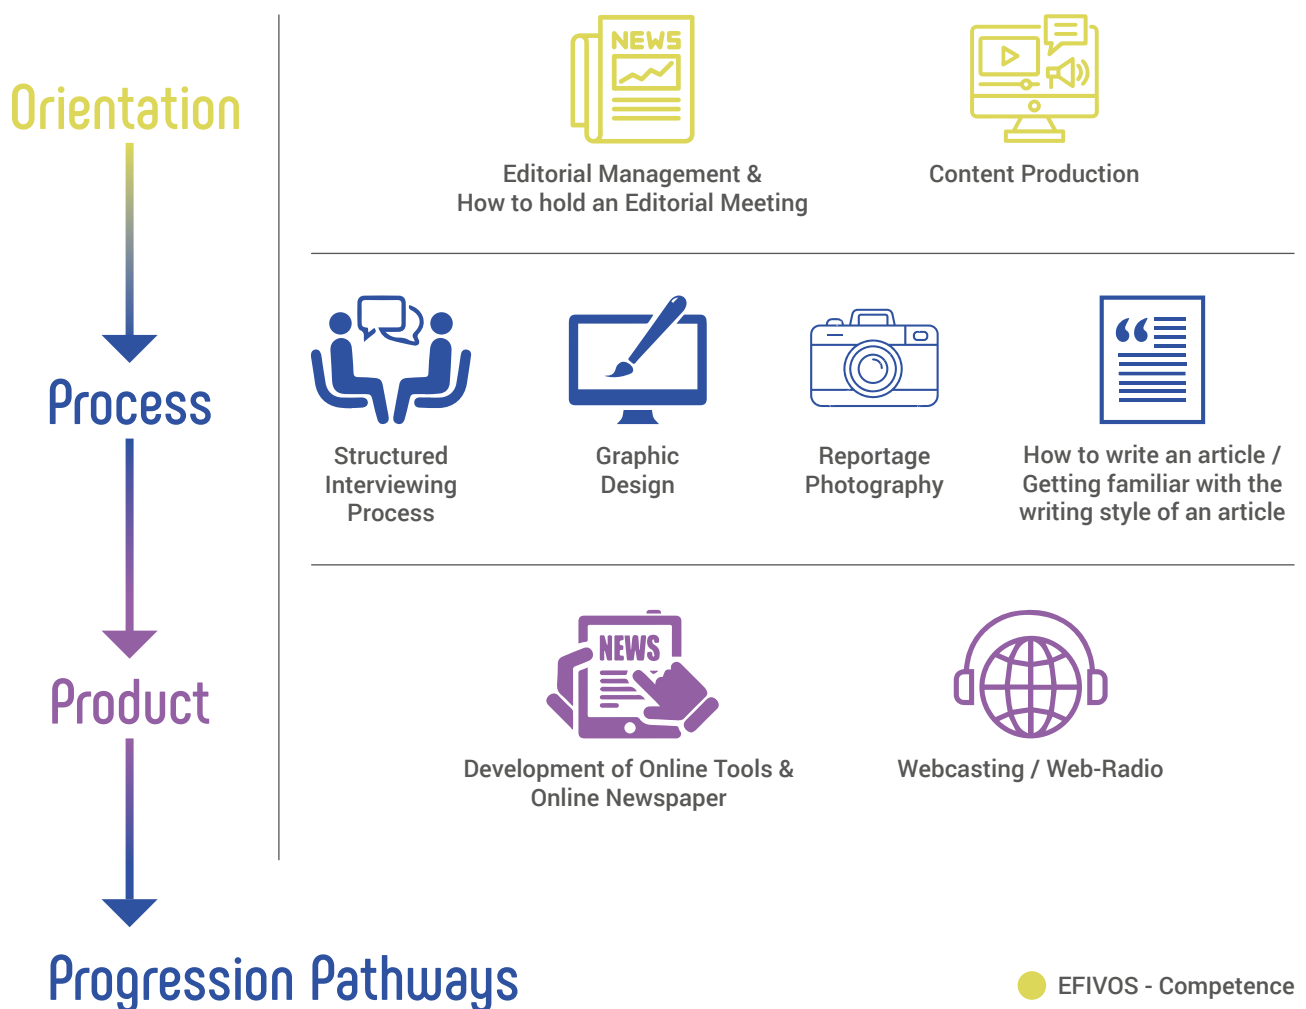 NEWS
Orientation
Editorial Management &
How to hold an Editorial Meeting
Content Production
Process
Structured
Interviewing
Process
Graphic
Design
Reportage
Photography
How to write an article /
Getting familiar with the
writing style of an article
NEWS
Product
Development of Online Tools &
Online Newspaper
Webcasting / Web-Radio
Progression Pathways
EFIVOS - Competence